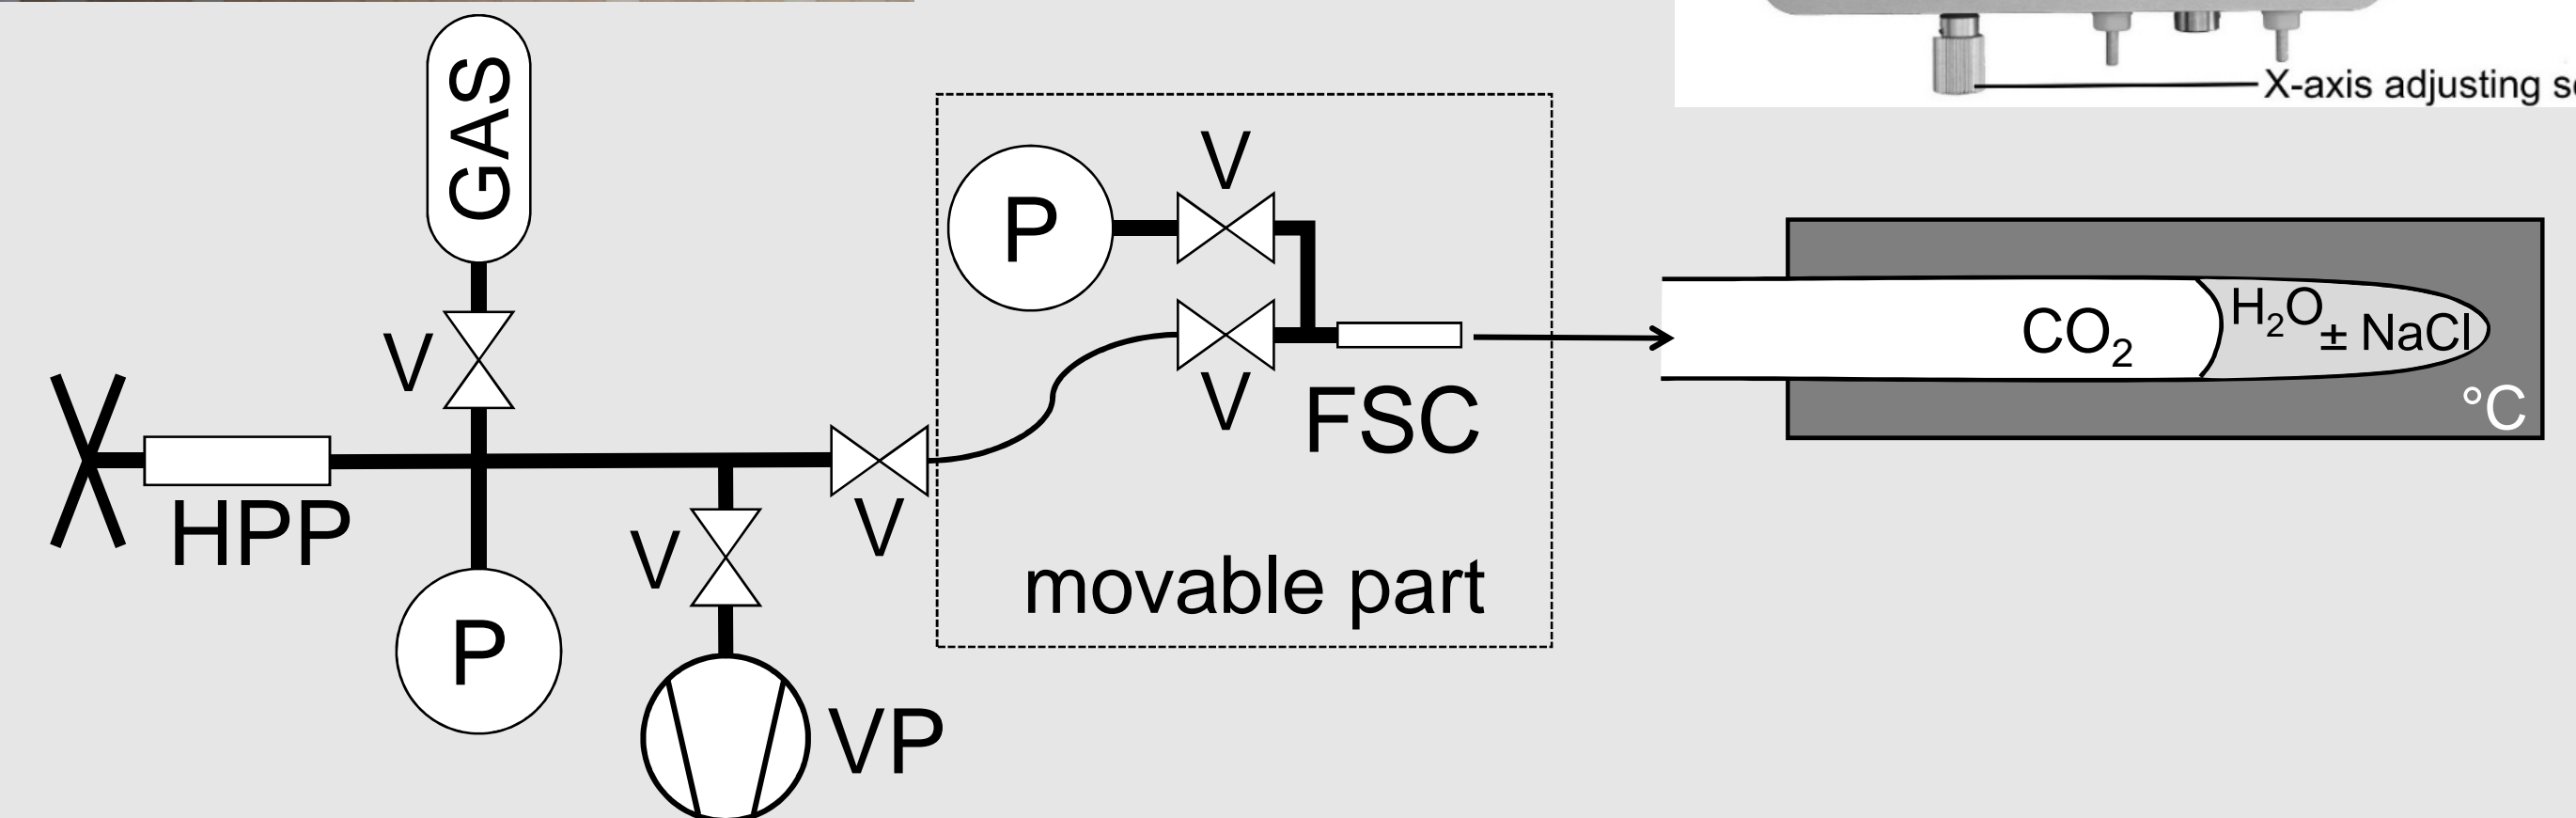 GAS
X-axis adjusting
V
P
V
HPP
P
V
VP
V
V
FSC
movable part
CO₂
H₂O
± NaCl
°C